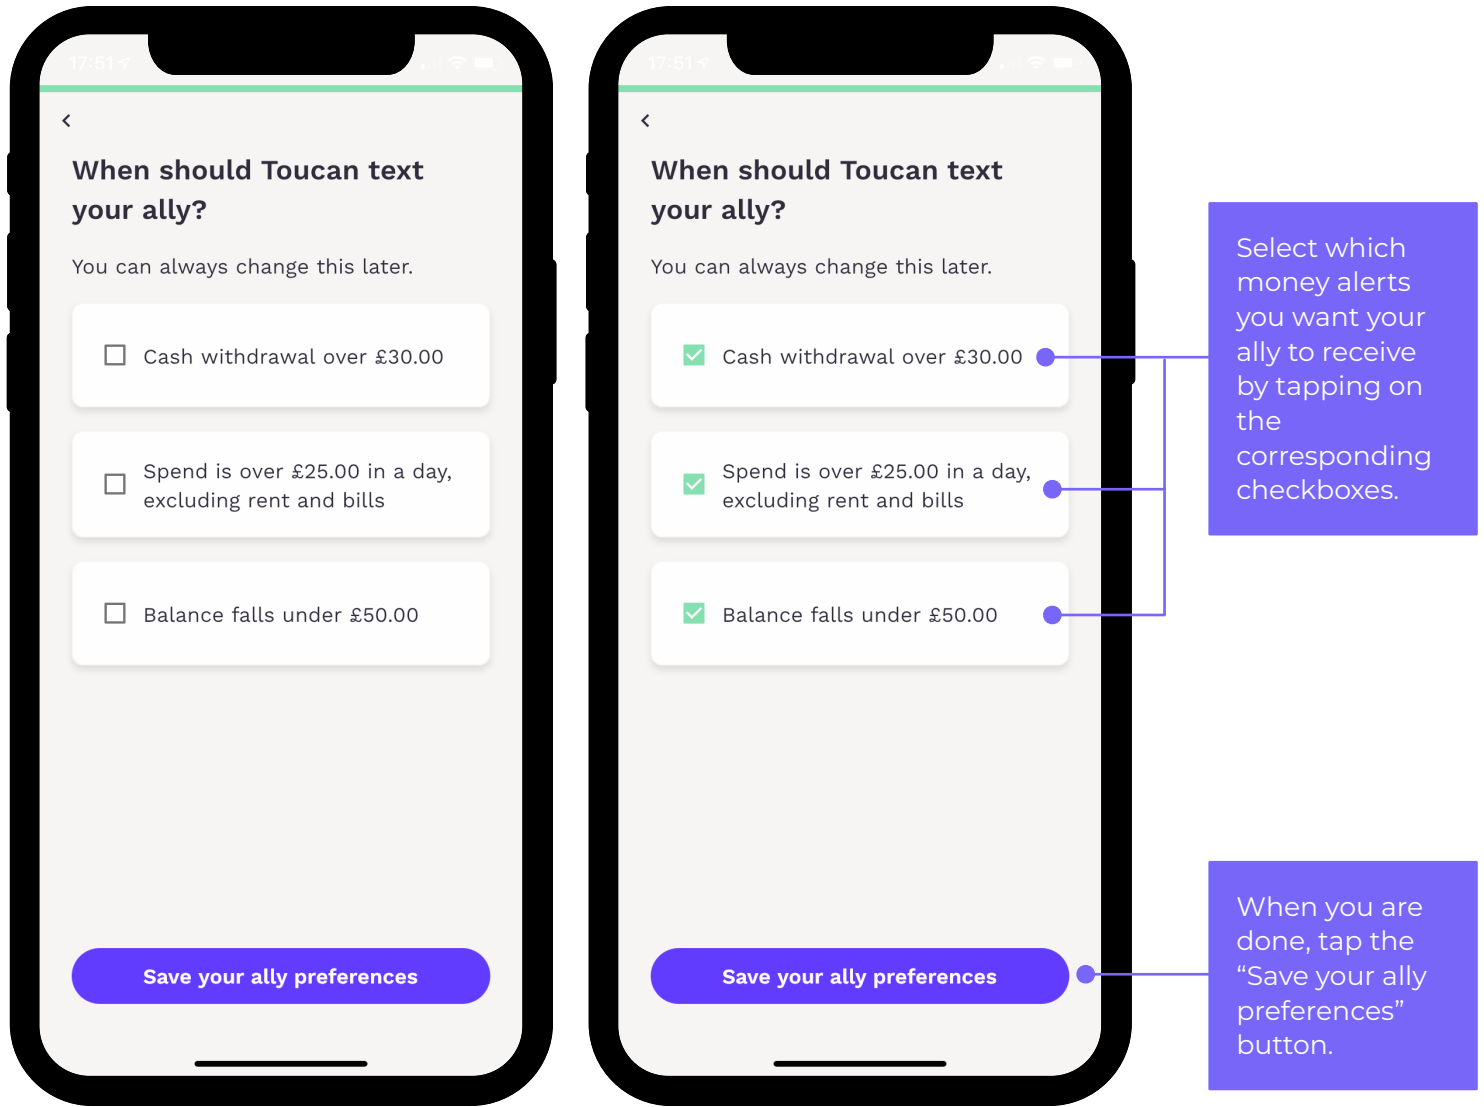 17:51
When should Toucan text
your ally?
You can always change this later.
Cash withdrawal over £30.00
Spend is over £25.00 in a day,
excluding rent and bills
Balance falls under £50.00
Save your ally preferences
17:51
When should Toucan text
your ally?
You can always change this later.
Cash withdrawal over £30.00
Spend is over £25.00 in a day,
excluding rent and bills
Balance falls under £50.00
Save your ally preferences
Select which
money alerts
you want your
ally to receive
by tapping on
the
corresponding
checkboxes.
When you are
done, tap the
“Save your ally
preferences”
button.